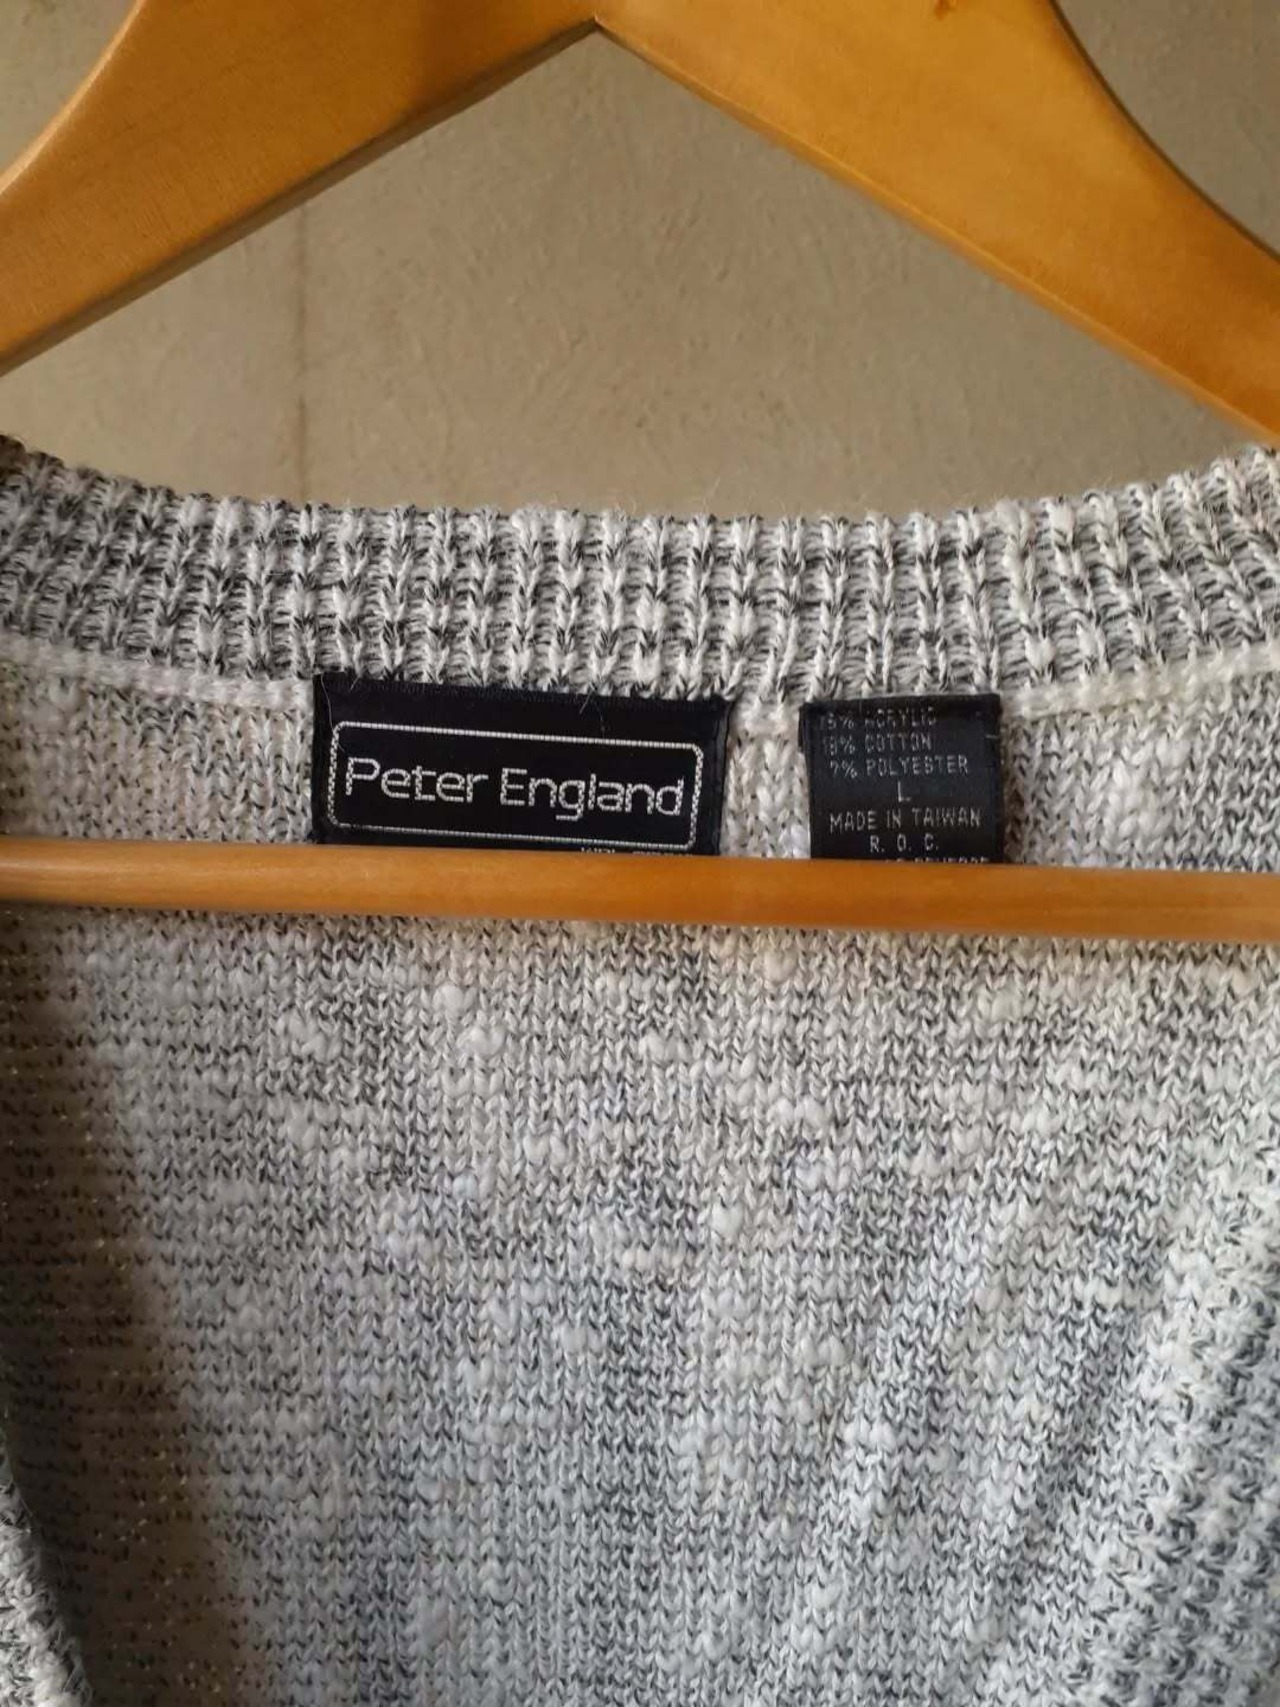 Peter England
ACRYLIC
COTTON
7% POLYESTER
L
MADE IN TAIWAN
R. O. C.